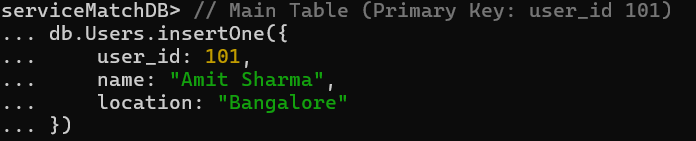 serviceMatchDB> // Main Table (Primary Key: user_id 101)
... db.Users.insertOne({
...     user_id: 101,
...     name: "Amit Sharma",
...     location: "Bangalore"
... })